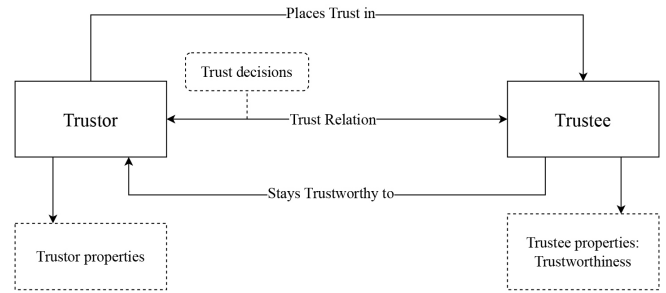 Places Trust in
Trust decisions
Trustor
Trust Relation
Trustee
Stays Trustworthy to
Trustor properties
Trustee properties:
Trustworthiness